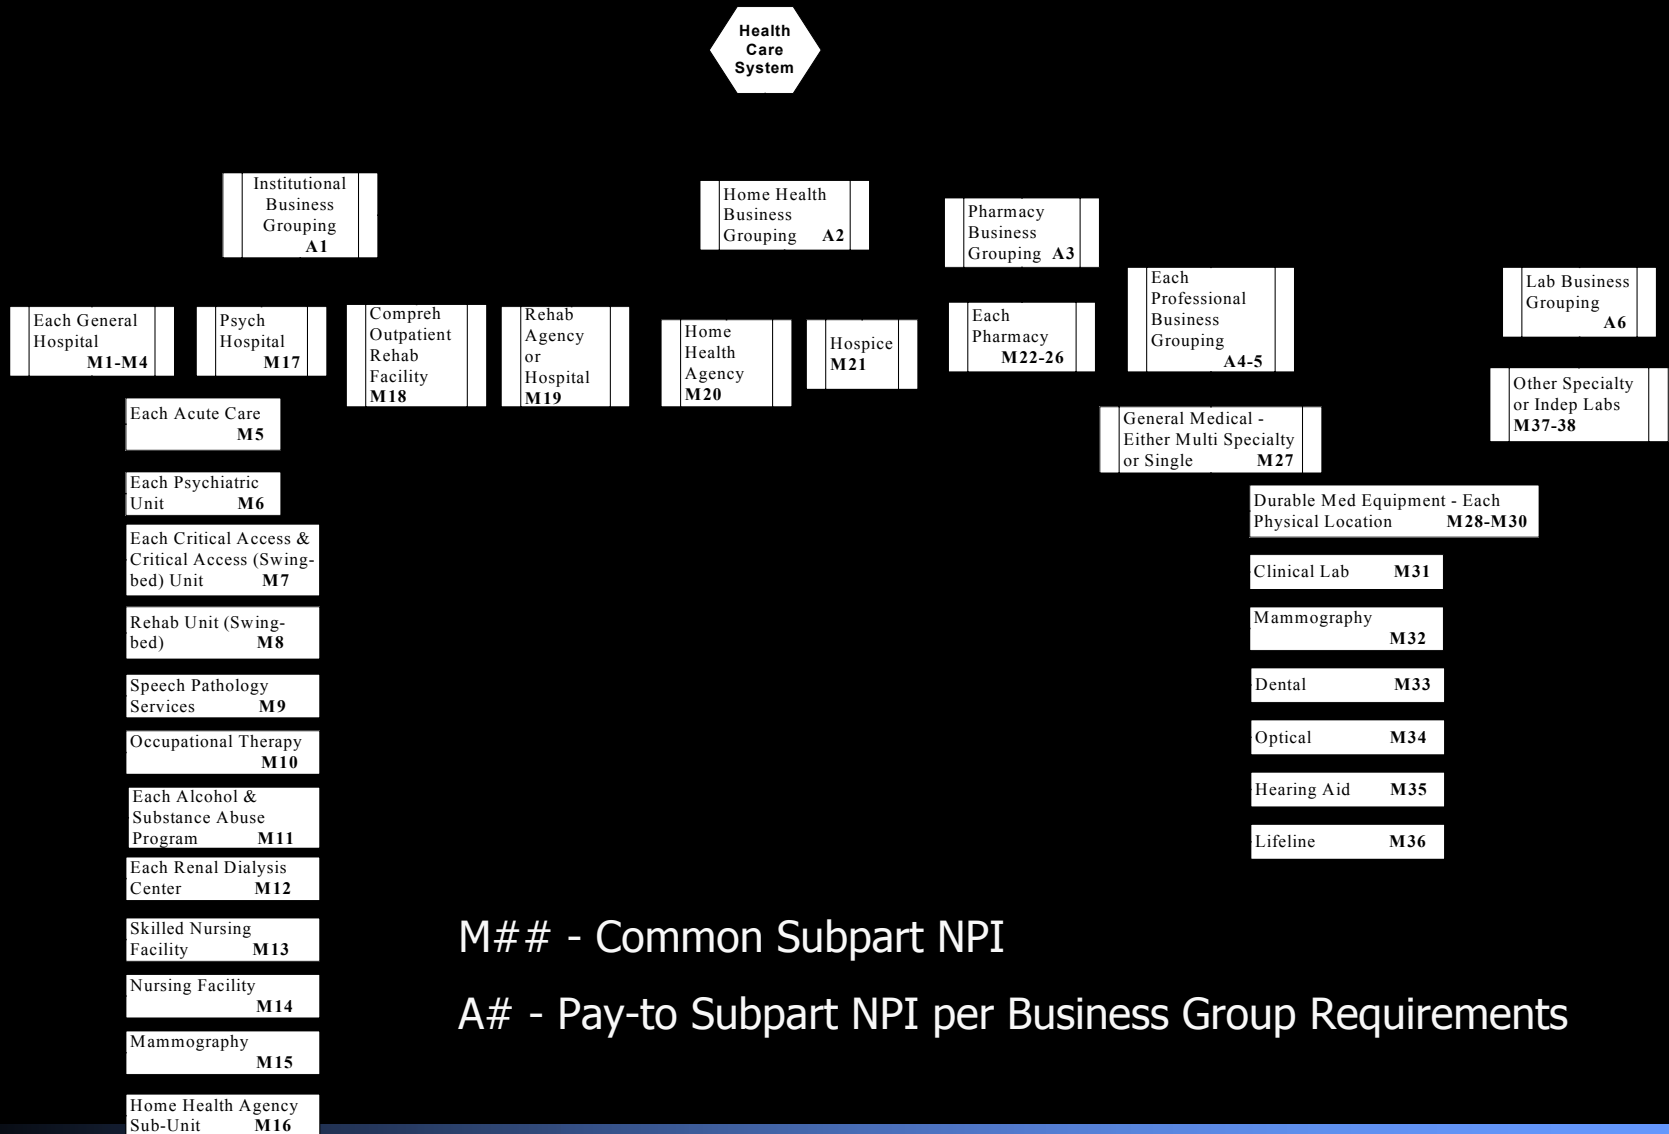 Health
Care
System
Institutional
Business
Grouping
A1
Home Health
Business
Grouping A2
Pharmacy
Business
Grouping A3
Each
Professional
Business
Grouping
A4-5
Lab Business
Grouping
A6
Each General
Hospital
M1-M4
Psych
Hospital
M17
Compreh
Outpatient
Rehab
Facility
M18
Rehab
Agency
or
Hospital
M19
Home
Health
Agency
M20
Hospice
M21
Each
Pharmacy
M22-26
General Medical -
Either Multi Specialty
or Single M27
Other Specialty
or Indep Labs
M37-38
Each Acute Care
M5
Each Psychiatric
Unit M6
Each Critical Access &
Critical Access (Swing-
bed) Unit M7
Rehab Unit (Swing-
bed) M8
Speech Pathology
Services M9
Occupational Therapy
M10
Each Alcohol &
Substance Abuse
Program M11
Each Renal Dialysis
Center M12
Skilled Nursing
Facility M13
Nursing Facility
M14
Mammography
M15
Home Health Agency
Sub-Unit M16
Durable Med Equipment - Each
Physical Location M28-M30
Clinical Lab M31
Mammography
M32
Dental M33
Optical M34
Hearing Aid M35
Lifeline M36
M## - Common Subpart NPI
A# - Pay-to Subpart NPI per Business Group Requirements